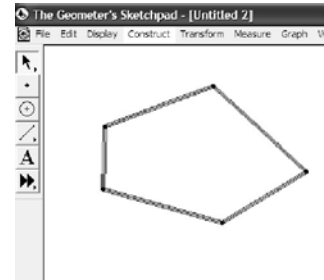 The Geometer's Sketchpad - [Untitled 2]
File Edit Display Construct Transform Measure Graph
A